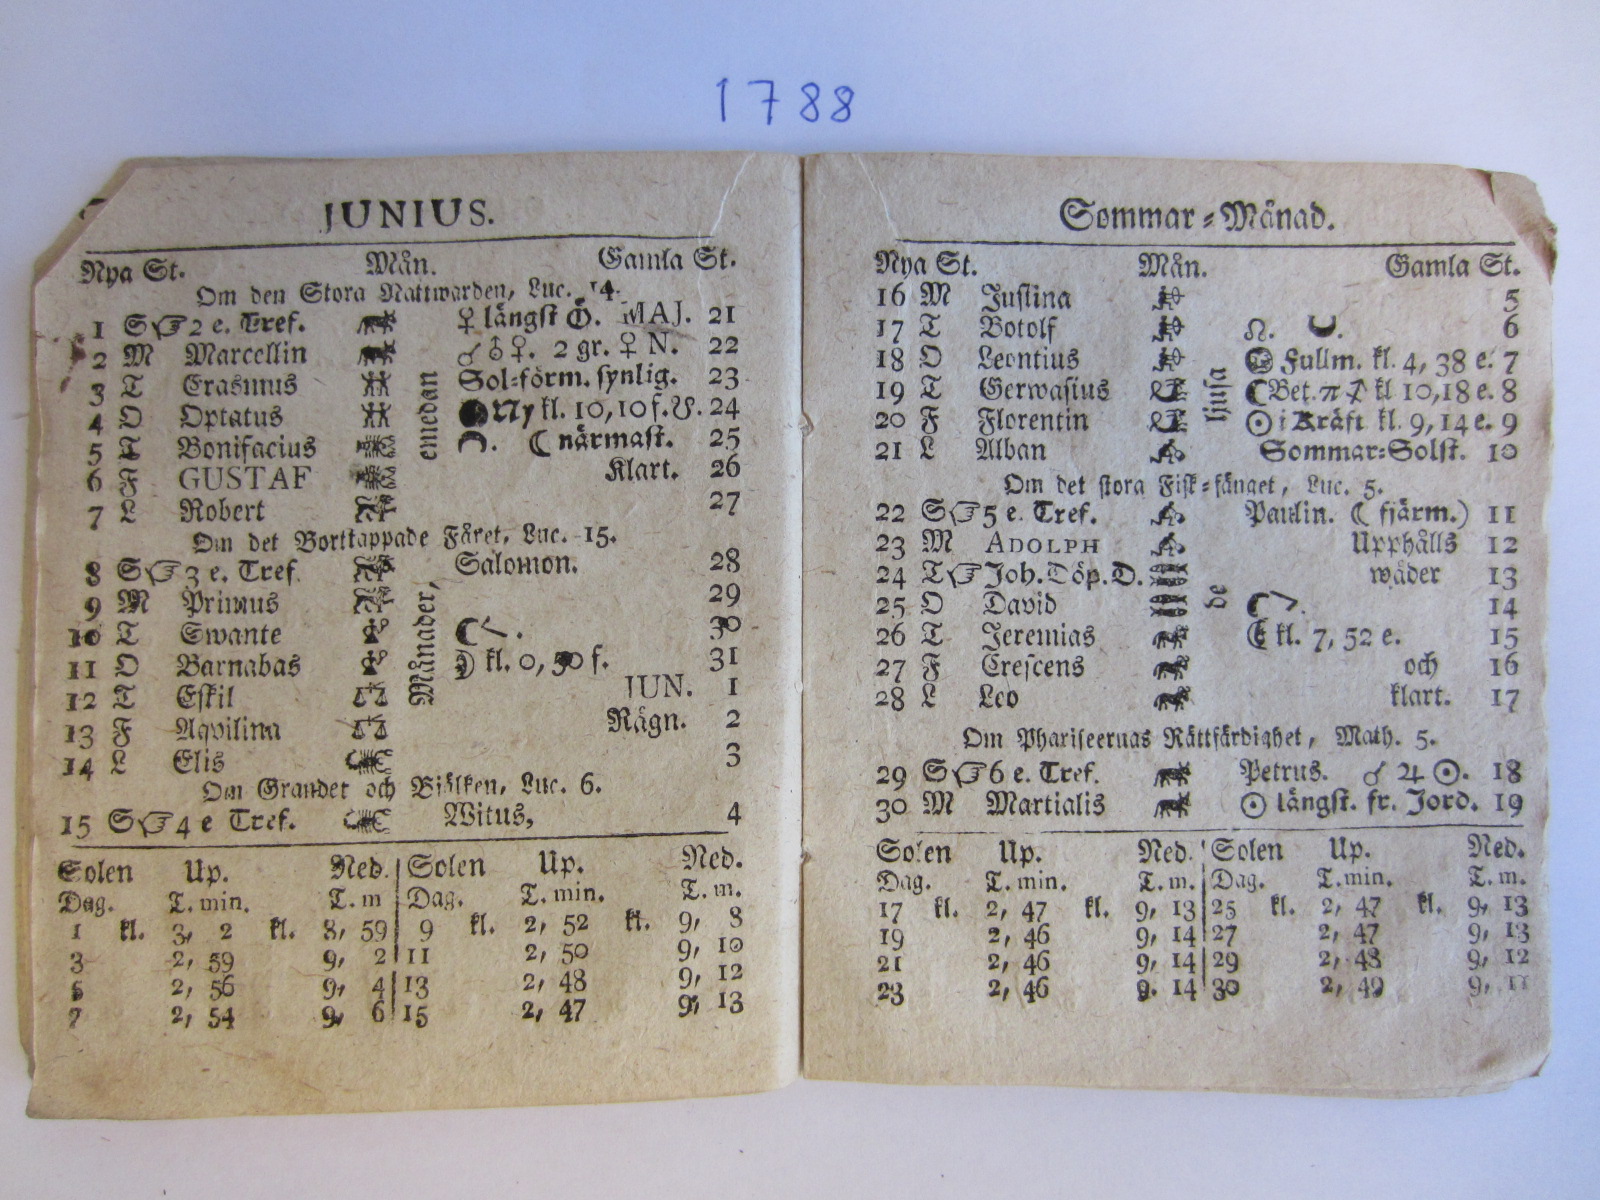 1788
JUNIUS.
Nya St. Mån. Gamla St.
Om den Stora Nattwarden, Luc. 14.
1 S☞ 2 e. Tref. ♀ längst Ö. MAJ. 21
2 M Marcellin ☌ ♁ ♀. 2 gr. ♀ N. 22
3 T Erasmus Sol=förm. synlig. 23
4 O Optatus ● Ny kl. 10, 10 f. ☋. 24
5 T Bonifacius ☾ närmast. 25
6 F GUSTAF Klart. 26
7 L Robert 27
emedan
Om det Borttappade Fåret, Luc. 15.
8 S☞ 3 e. Tref. Salomon. 28
9 M Primus 29
10 T Swante 30
11 O Barnabas kl. 0, 50 f. 31
12 T Eskil JUN. 1
13 F Aqvilina Rägn. 2
14 L Elis 3
Månader,
Om Grandet och Bjälken, Luc. 6.
15 S☞ 4 e Tref. Witus, 4
Solen Up. Ned. Solen Up. Ned.
Dag. T. min. T. m Dag. T. min. T. m.
1 kl. 3, 2 kl. 8, 59 9 kl. 2, 52 kl. 9, 8
3 2, 59 9, 2 11 2, 50 9, 10
5 2, 56 9, 4 13 2, 48 9, 12
7 2, 54 9, 6 15 2, 47 9, 13
Sommar=Månad.
Nya St. Mån. Gamla St.
16 M Justina 5
17 T Botolf ☊. 6
18 O Leontius Fullm. kl. 4, 38 e. 7
19 T Gerwasius ☾ Bet. π ♐ kl 10, 18 e. 8
20 F Florentin ☉ i Kräft kl. 9, 14 e. 9
21 L Alban Sommar=Solst. 10
ljusa
Om det stora Fisk=fänget, Luc. 5.
22 S☞ 5 e. Tref. Paulin. (☾ fjärm.) 11
23 M ADOLPH Upphålls 12
24 T☞ Joh. Döp. D. wäder 13
25 O David 14
26 T Jeremias kl. 7, 52 e. 15
27 F Crescens och 16
28 L Leo klart. 17
de
Om Phariseernas Rättfärdighet, Math. 5.
29 S☞ 6 e. Tref. Petrus. ☌ ♃ ☉. 18
30 M Martialis ☉ längst. fr. Jord. 19
Solen Up. Ned. Solen Up. Ned.
Dag. T. min. T. m. Dag. T. min. T. m.
17 kl. 2, 47 kl. 9, 13 25 kl. 2, 47 kl. 9, 13
19 2, 46 9, 14 27 2, 47 9, 13
21 2, 46 9, 14 29 2, 48 9, 12
23 2, 46 9. 14 30 2, 49 9, 11